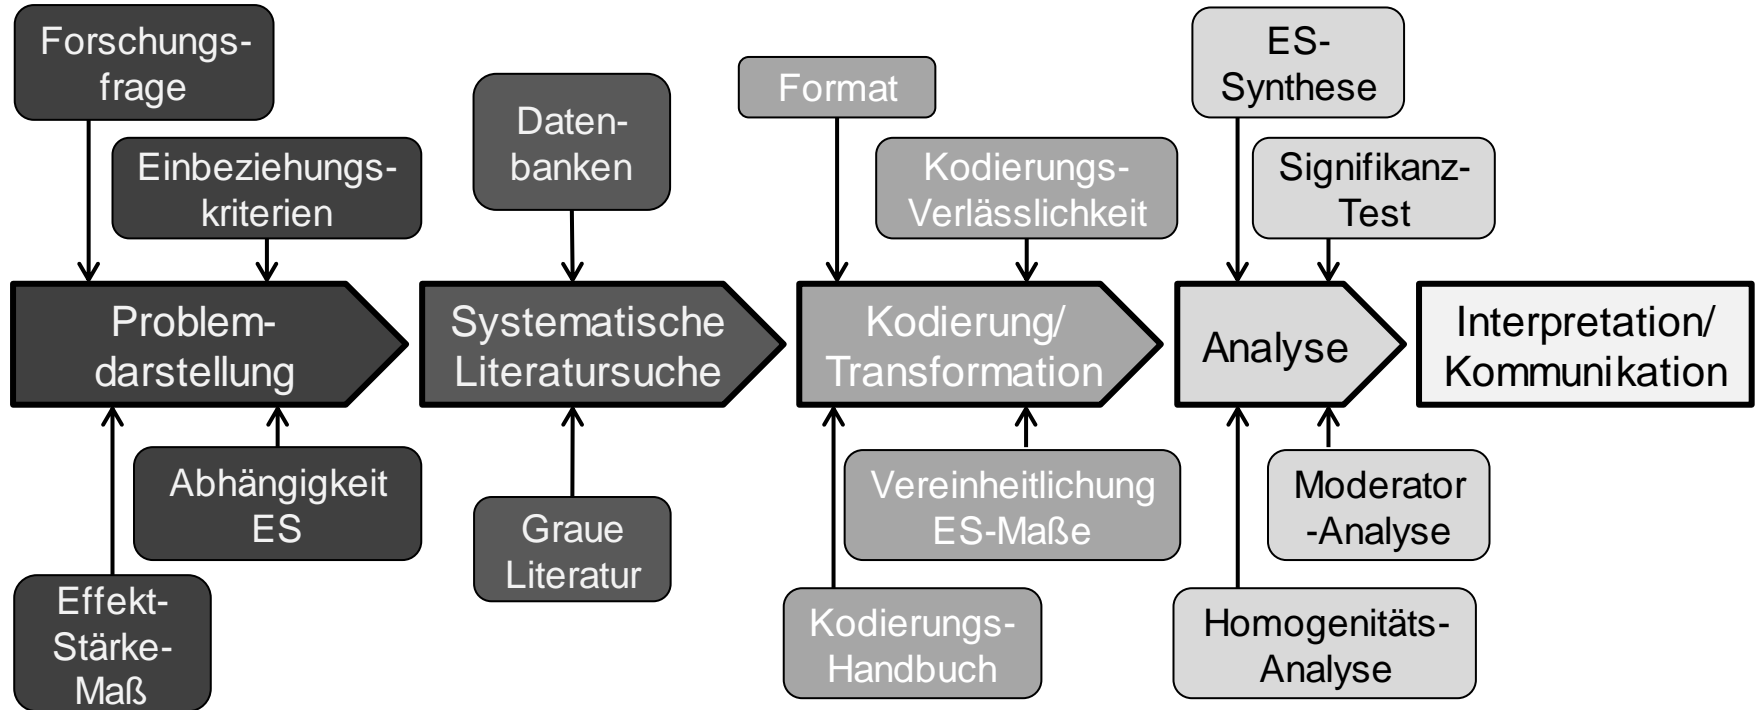 Forschungs-
frage
Einbeziehungs-
kriterien
Daten-
banken
Format
Kodierungs-
Verlässlichkeit
ES-
Synthese
Signifikanz-
Test
Problem-
darstellung
Systematische
Literatursuche
Kodierung/
Transformation
Analyse
Interpretation/
Kommunikation
Abhängigkeit
ES
Effekt-
Stärke-
Maß
Graue
Literatur
Vereinheitlichung
ES-Maße
Kodierungs-
Handbuch
Moderator
-Analyse
Homogenitäts-
Analyse